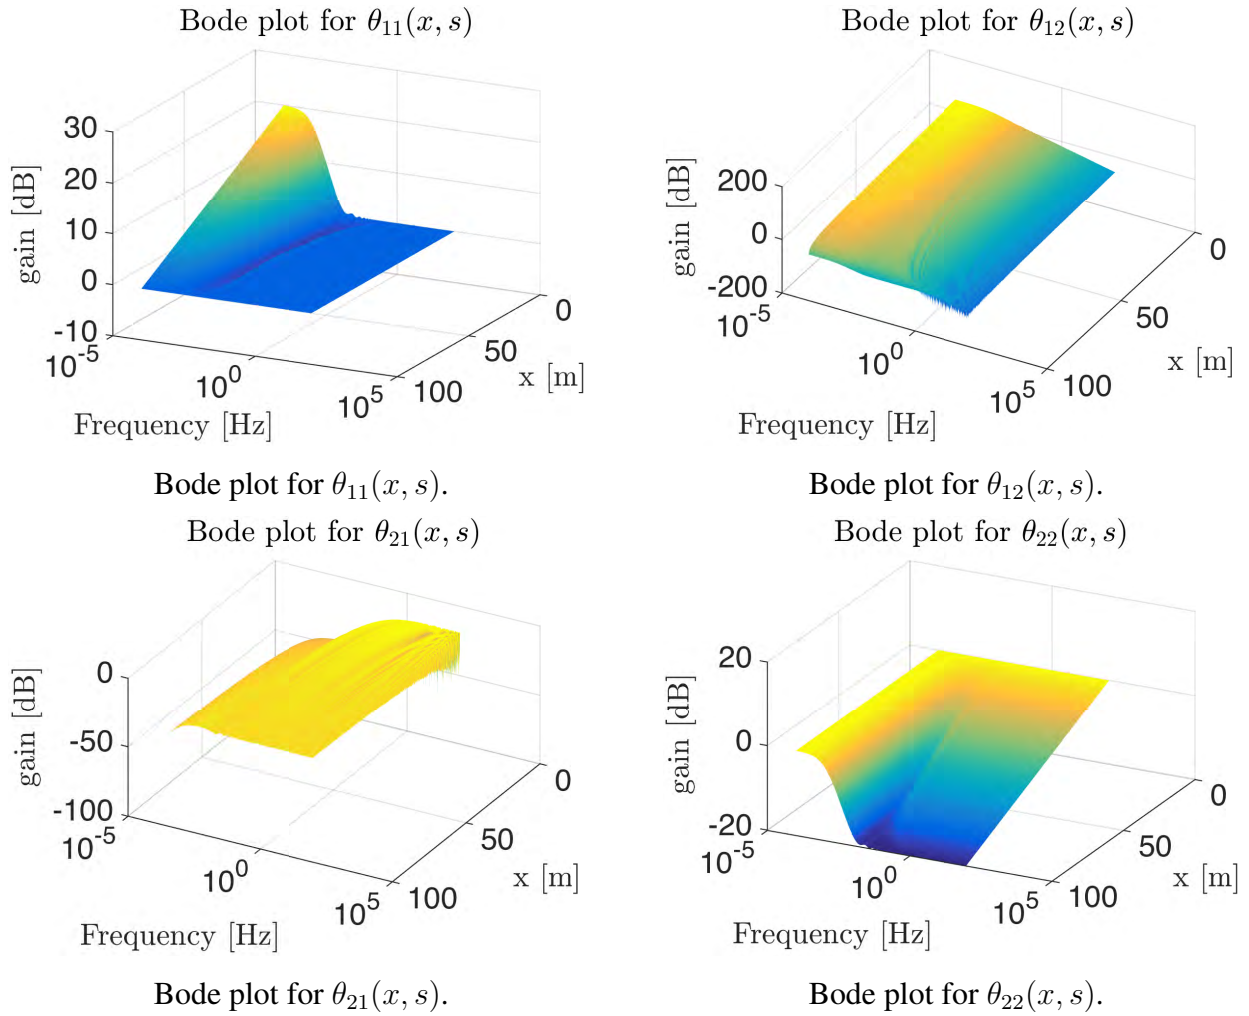 Bode plot for θ₁₁(x, s)
30
20
10
0
-10
gain [dB]
10⁻⁵
10⁰
10⁵
Frequency [Hz]
0
50
100
x [m]
Bode plot for θ₁₁(x, s).
Bode plot for θ₁₂(x, s)
200
0
-200
gain [dB]
10⁻⁵
10⁰
10⁵
Frequency [Hz]
0
50
100
x [m]
Bode plot for θ₁₂(x, s).
Bode plot for θ₂₁(x, s)
0
-50
-100
gain [dB]
10⁻⁵
10⁰
10⁵
Frequency [Hz]
0
50
100
x [m]
Bode plot for θ₂₁(x, s).
Bode plot for θ₂₂(x, s)
20
0
-20
gain [dB]
10⁻⁵
10⁰
10⁵
Frequency [Hz]
0
50
100
x [m]
Bode plot for θ₂₂(x, s).